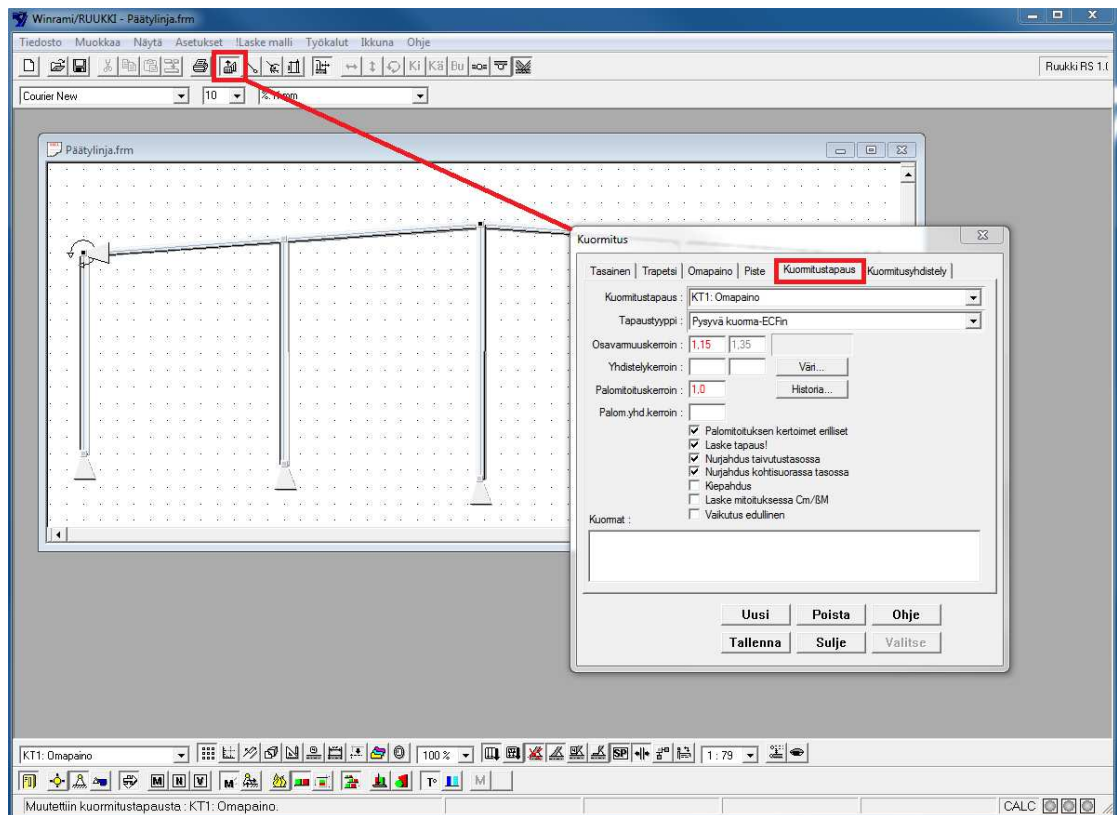 Winrami/RUUKKI - Päätylinja.frm
Tiedosto Muokkaa Näytä Asetukset !Laske malli Työkalut Ikkuna Ohje
Ki Kä Bu
Ruukki RS 1.(
Courier New 10
Päätylinja.frm
Kuormitus
Tasainen Trapetsi Omapaino Piste Kuormitustapaus Kuormitusyhdistely
Kuormitustapaus : KT1: Omapaino
Tapaustyyppi : Pysyvä kuorma-ECFin
Osavarmuuskerroin : 1,15 1,35
Yhdistelykerroin : Väri...
Palomitoituskerroin : 1,0 Historia...
Palom.yhd.kerroin :
Palomitoituksen kertoimet erilliset
Laske tapaus!
Nurjahdus taivutustasossa
Nurjahdus kohtisuorassa tasossa
Kiepahdus
Laske mitoituksessa Cm/ßM
Vaikutus edullinen
Kuormat :
Uusi Poista Ohje
Tallenna Sulje Valitse
KT1: Omapaino 100 % SP 1 : 79
M N V M T° M
Muutettiin kuormitustapausta : KT1: Omapaino. CALC